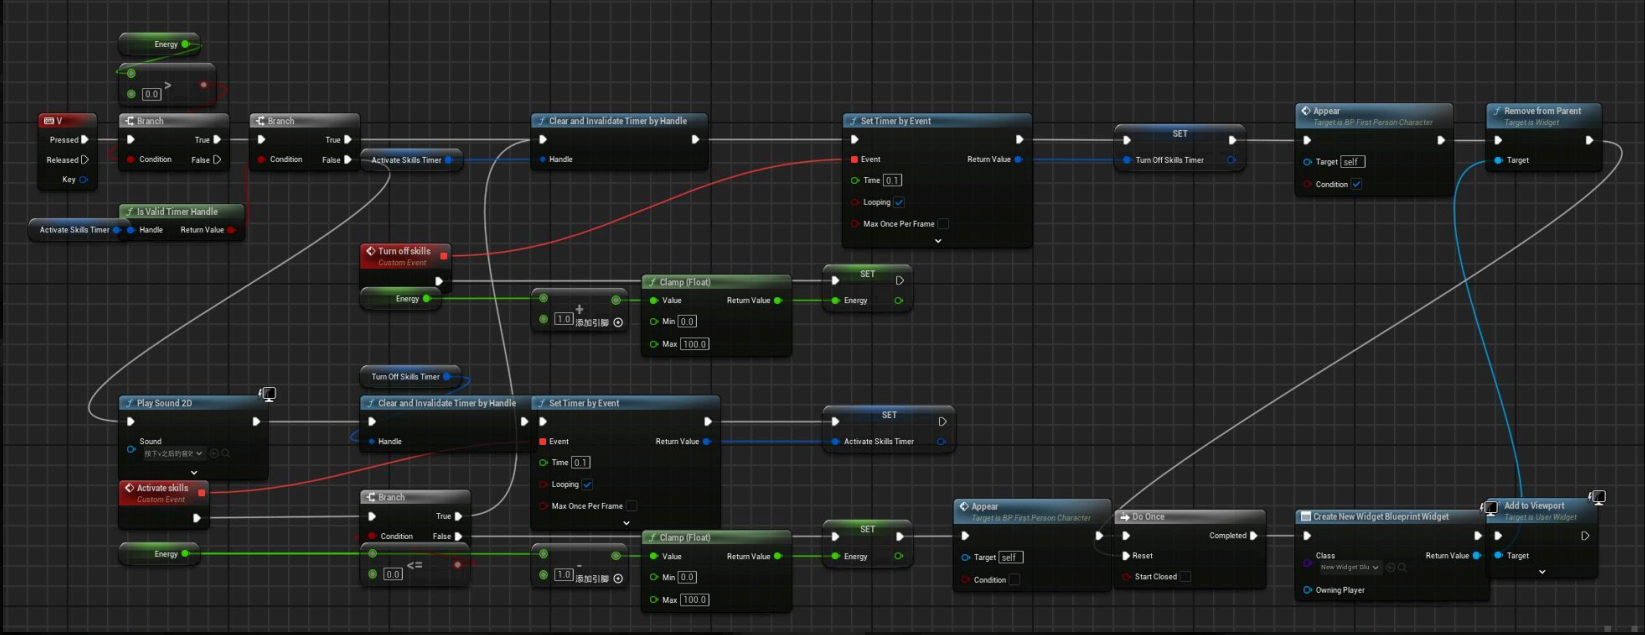 Energy
>
0.0
V
Pressed
Released
Key
Branch
True
Condition
False
Branch
True
Condition
False
Activate Skills Timer
Clear and Invalidate Timer by Handle
Handle
Set Timer by Event
Event
Return Value
Time 0.1
Looping
Max Once Per Frame
SET
Turn Off Skills Timer
Appear
Target is BP First Person Character
Target self
Condition
Remove from Parent
Target is Widget
Target
Activate Skills Timer
Is Valid Timer Handle
Handle
Return Value
Turn off skills
Custom Event
Energy
+
1.0
添加引脚
Clamp (Float)
Value
Return Value
Min 0.0
Max 100.0
SET
Energy
Turn Off Skills Timer
Play Sound 2D
Sound
Clear and Invalidate Timer by Handle
Handle
Set Timer by Event
Event
Return Value
Time 0.1
Looping
Max Once Per Frame
SET
Activate Skills Timer
Activate skills
Custom Event
Branch
True
Condition
False
Energy
<=
0.0
-
1.0
添加引脚
Clamp (Float)
Value
Return Value
Min 0.0
Max 100.0
SET
Energy
Appear
Target is BP First Person Character
Target self
Condition
Do Once
Completed
Reset
Start Closed
Create New Widget Blueprint Widget
Class
New Widget Blu
Return Value
Owning Player
Add to Viewport
Target is User Widget
Target